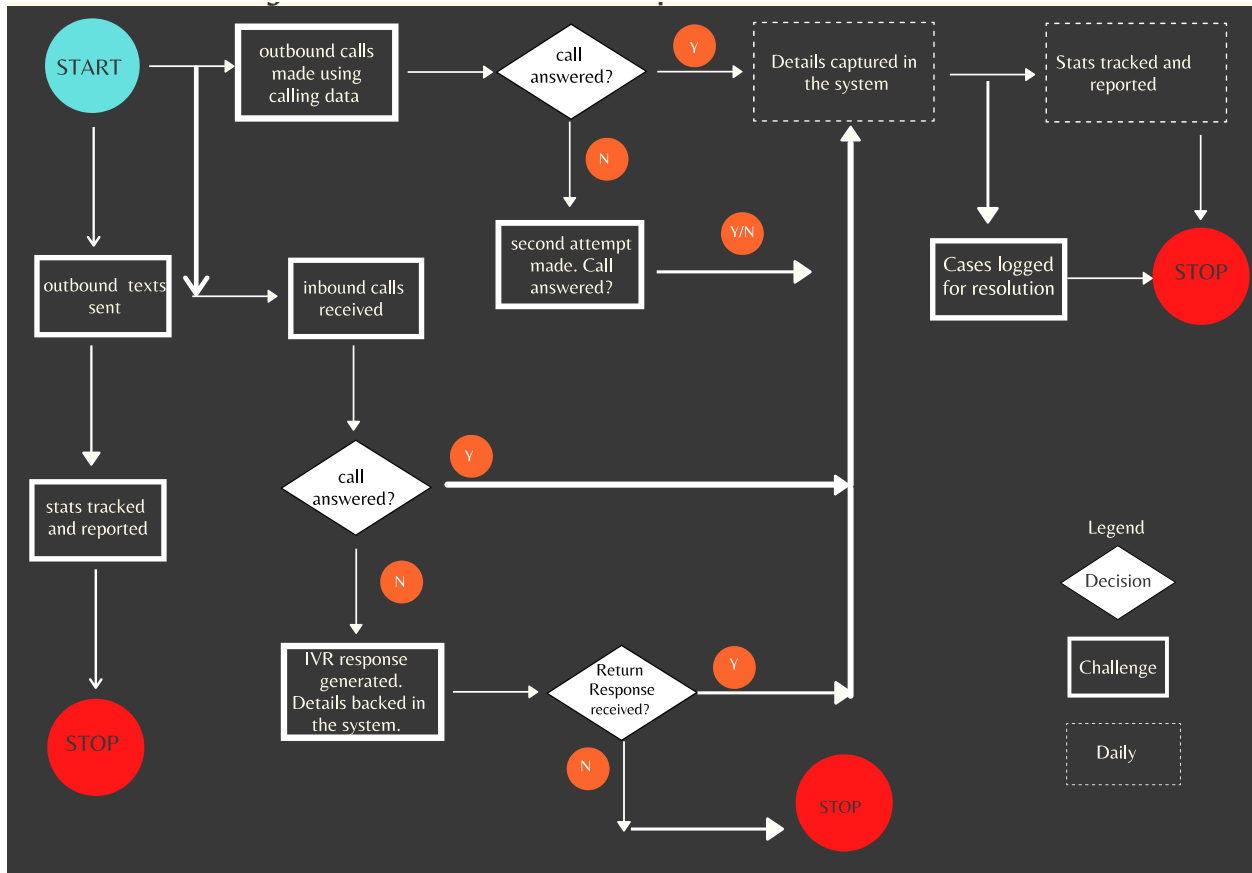 START
outbound calls
made using
calling data
call
answered?
Y
Details captured in
the system
Stats tracked and
reported
N
second attempt
made. Call
answered?
Y/N
outbound texts
sent
inbound calls
received
Cases logged
for resolution
STOP
call
answered?
Y
stats tracked
and reported
N
IVR response
generated.
Details backed in
the system.
Return
Response
received?
Y
N
STOP
STOP
Legend
Decision
Challenge
Daily